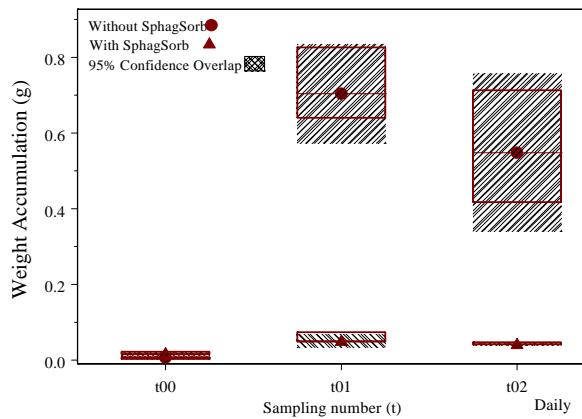 Without SphagSorb
With SphagSorb
95% Confidence Overlap
Weight Accumulation (g)
0.8
0.6
0.4
0.2
0.0
t00 t01 t02
Sampling number (t) Daily